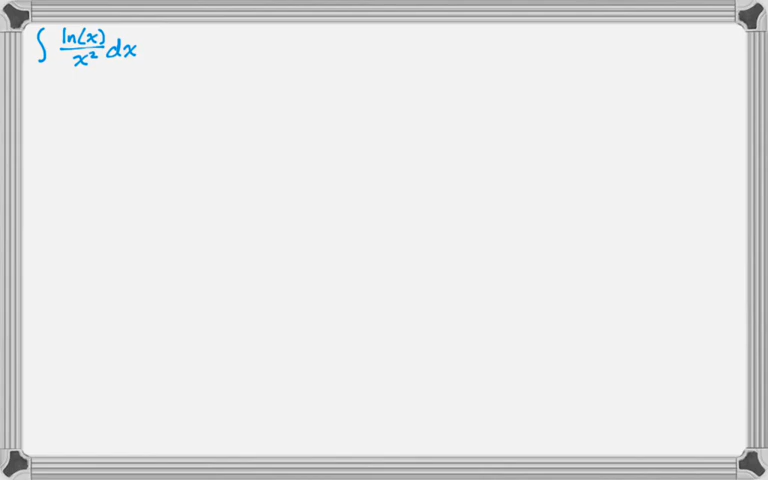 ∫ ln(x)/x² dx